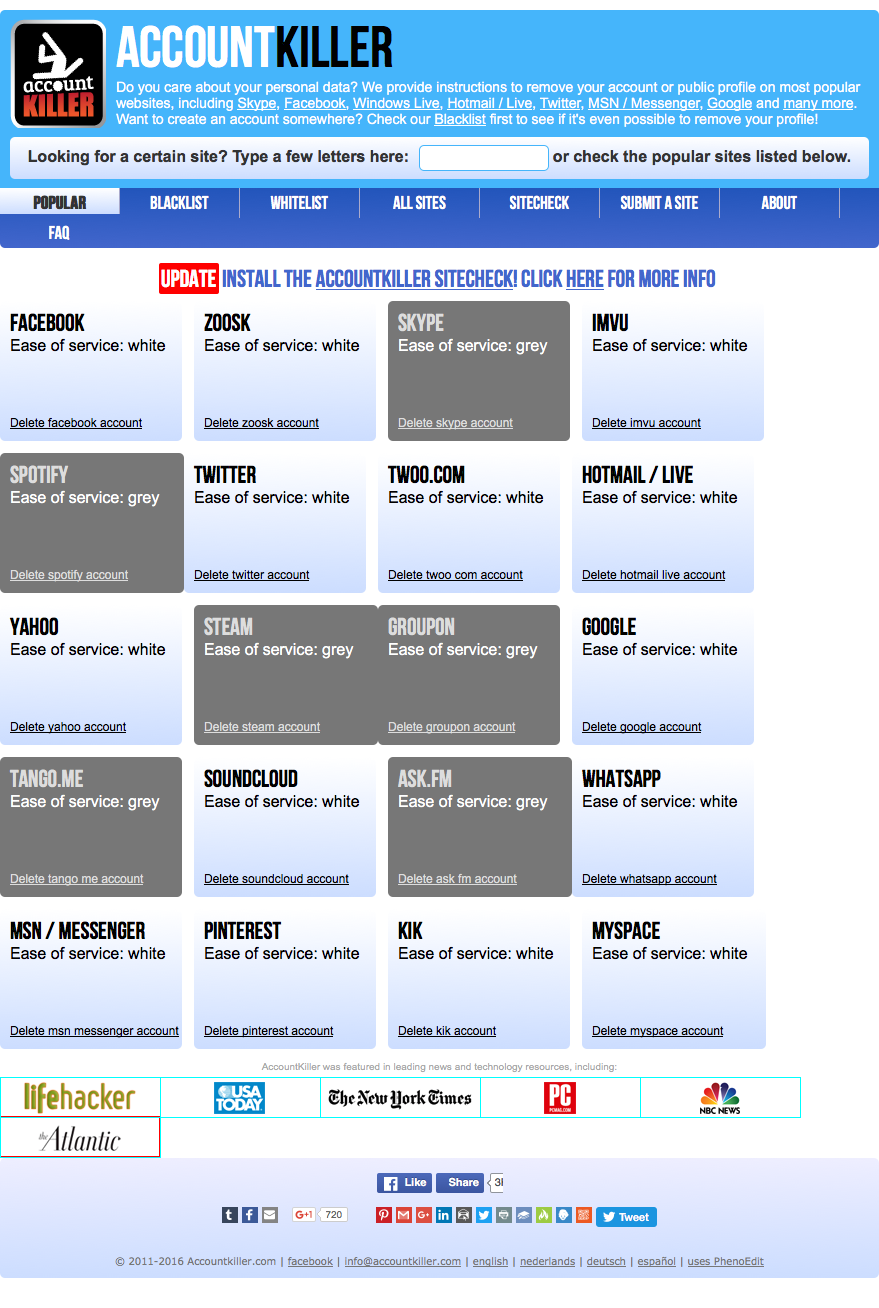 account
KILLER
ACCOUNTKILLER
Do you care about your personal data? We provide instructions to remove your account or public profile on most popular
websites, including Skype, Facebook, Windows Live, Hotmail / Live, Twitter, MSN / Messenger, Google and many more.
Want to create an account somewhere? Check our Blacklist first to see if it's even possible to remove your profile!
Looking for a certain site? Type a few letters here: or check the popular sites listed below.
POPULAR BLACKLIST WHITELIST ALL SITES SITECHECK SUBMIT A SITE ABOUT
FAQ
UPDATE INSTALL THE ACCOUNTKILLER SITECHECK! CLICK HERE FOR MORE INFO
FACEBOOK ZOOSK SKYPE IMVU
Ease of service: white Ease of service: white Ease of service: grey Ease of service: white
Delete facebook account Delete zoosk account Delete skype account Delete imvu account
SPOTIFY TWITTER TWOO.COM HOTMAIL / LIVE
Ease of service: grey Ease of service: white Ease of service: white Ease of service: white
Delete spotify account Delete twitter account Delete twoo com account Delete hotmail live account
YAHOO STEAM GROUPON GOOGLE
Ease of service: white Ease of service: grey Ease of service: grey Ease of service: white
Delete yahoo account Delete steam account Delete groupon account Delete google account
TANGO.ME SOUNDCLOUD ASK.FM WHATSAPP
Ease of service: grey Ease of service: white Ease of service: grey Ease of service: white
Delete tango me account Delete soundcloud account Delete ask fm account Delete whatsapp account
MSN / MESSENGER PINTEREST KIK MYSPACE
Ease of service: white Ease of service: white Ease of service: white Ease of service: white
Delete msn messenger account Delete pinterest account Delete kik account Delete myspace account
AccountKiller was featured in leading news and technology resources, including:
lifehacker USA TODAY The New York Times PC PCMAG.COM NBC NEWS
the Atlantic
Like Share
G+1 720 Tweet
© 2011-2016 Accountkiller.com | facebook | info@accountkiller.com | english | nederlands | deutsch | español | uses PhenoEdit